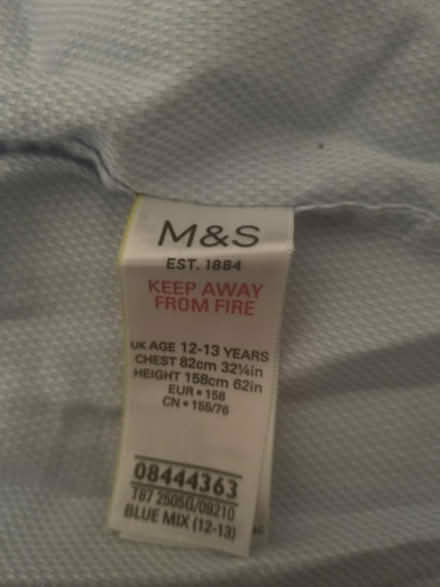 M&S
EST. 1884
KEEP AWAY
FROM FIRE
UK AGE 12-13 YEARS
CHEST 82cm 32¼in
HEIGHT 158cm 62in
EUR • 158
CN • 155/76
08444363
T87 2505G/09210
BLUE MIX (12-13)